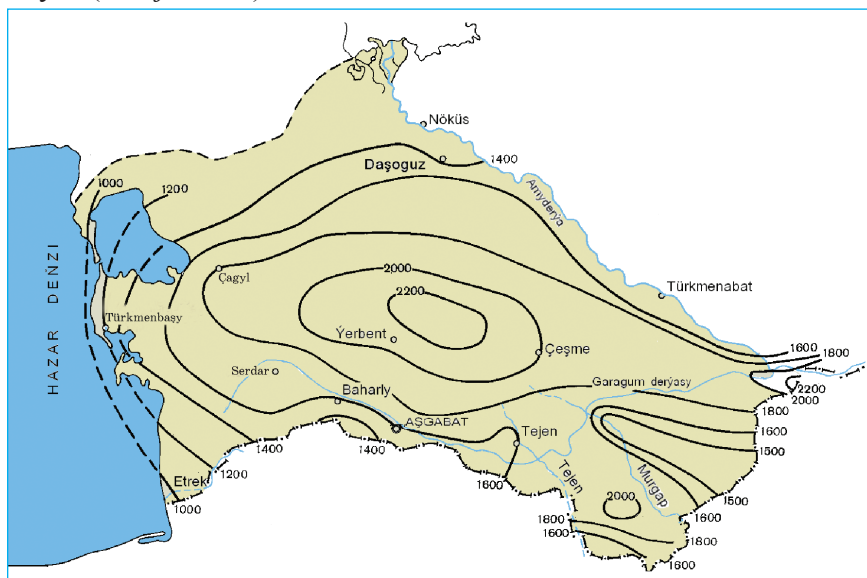 Nöküs
Daşoguz
1400
1000
1200
Amyderýa
HAZAR DEŇZI
2000
Çagyl
2200
Türkmenabat
Türkmenbaşy
Ýerbent
Çeşme
1600
1800
Serdar
Garagum derýasy
2200
2000
Baharly
1800
AŞGABAT
1600
Tejen
1500
1400
1400
Etrek
1200
1600
Tejen
Murgap
1000
2000
1500
1600
1800
1800
1600
1600